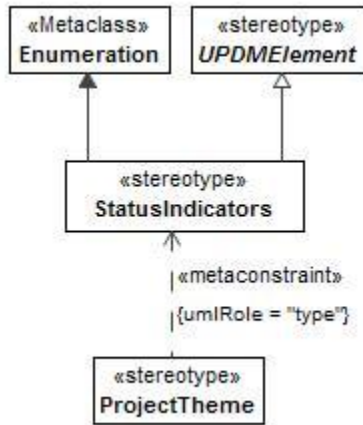 «Metaclass»
Enumeration
«stereotype»
UPDMElement
«stereotype»
StatusIndicators
«metaconstraint»
{umlRole = "type"}
«stereotype»
ProjectTheme